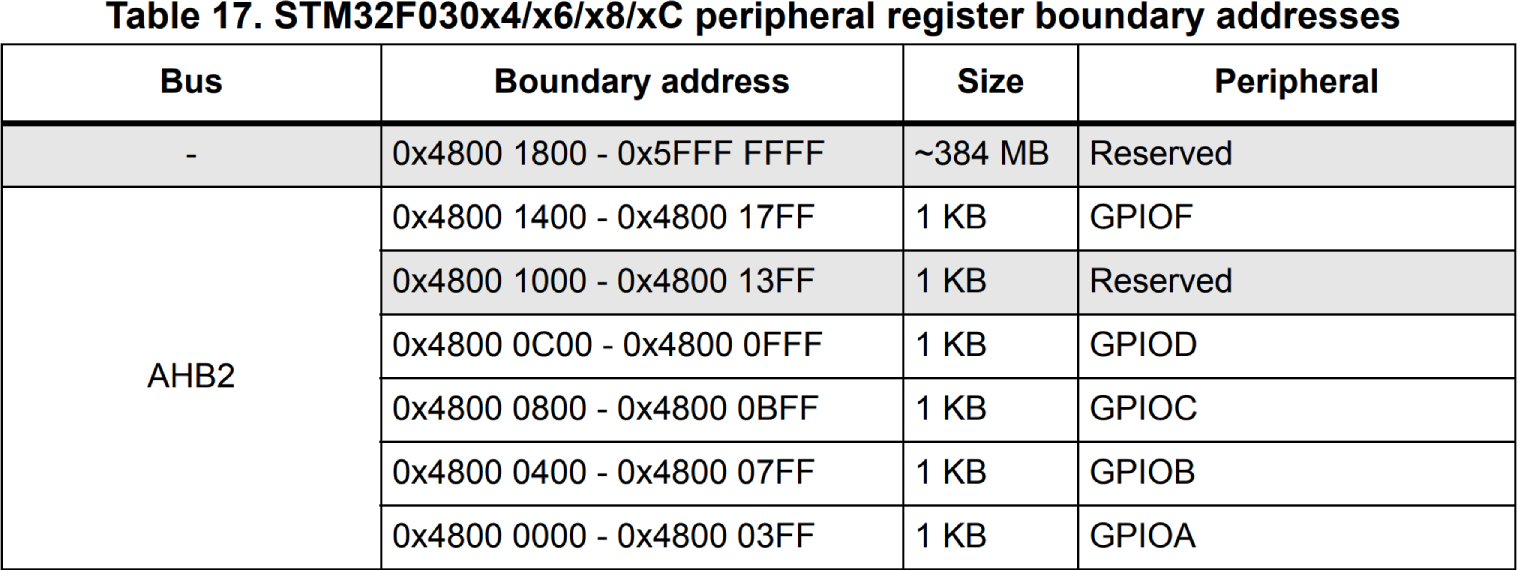 Table 17. STM32F030x4/x6/x8/xC peripheral register boundary addresses
Bus Boundary address Size Peripheral
- 0x4800 1800 - 0x5FFF FFFF ~384 MB Reserved
0x4800 1400 - 0x4800 17FF 1 KB GPIOF
0x4800 1000 - 0x4800 13FF 1 KB Reserved
0x4800 0C00 - 0x4800 0FFF 1 KB GPIOD
AHB2
0x4800 0800 - 0x4800 0BFF 1 KB GPIOC
0x4800 0400 - 0x4800 07FF 1 KB GPIOB
0x4800 0000 - 0x4800 03FF 1 KB GPIOA